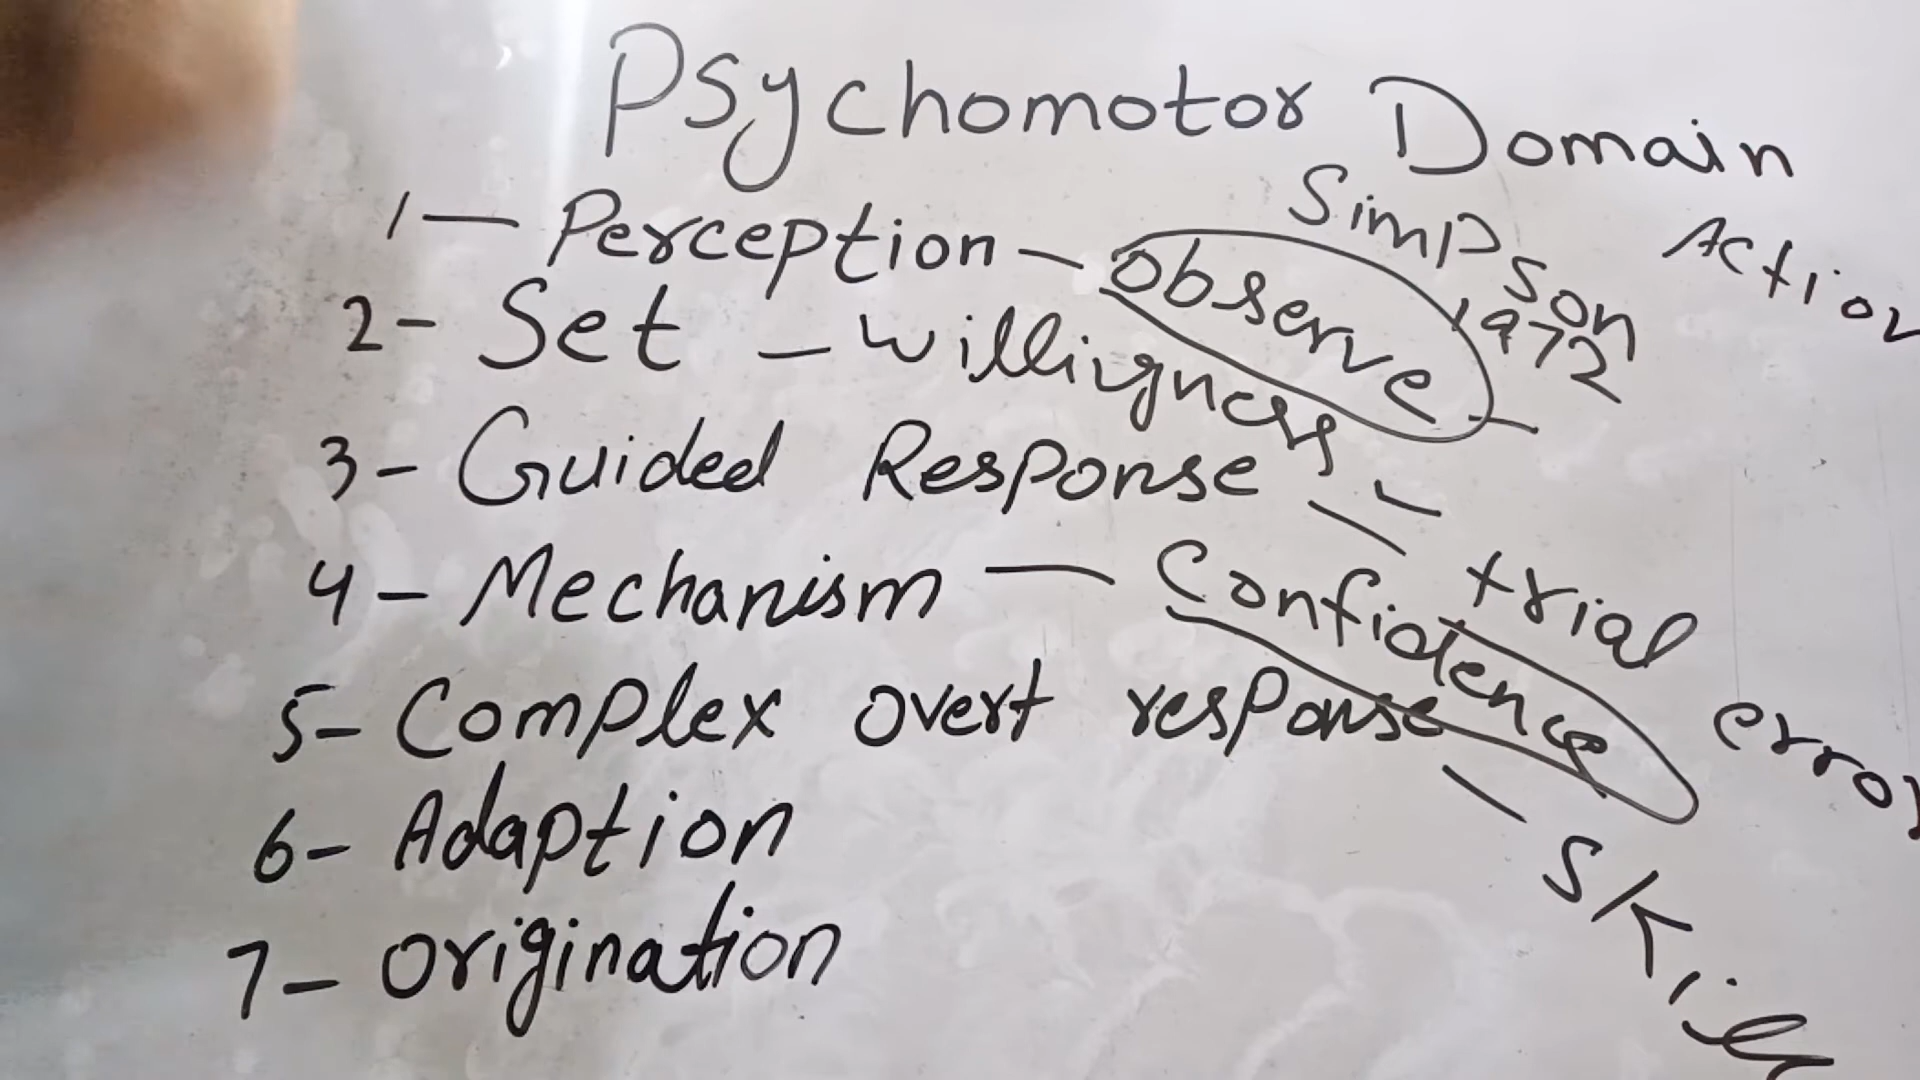 Psychomotor Domain
Simpson 1972
Action
1- Perception - observe -
2- Set - willigness -
3- Guided Response - trial error
4- Mechanism - Confidence
5- Complex overt response - Skill
6- Adaption
7- origination